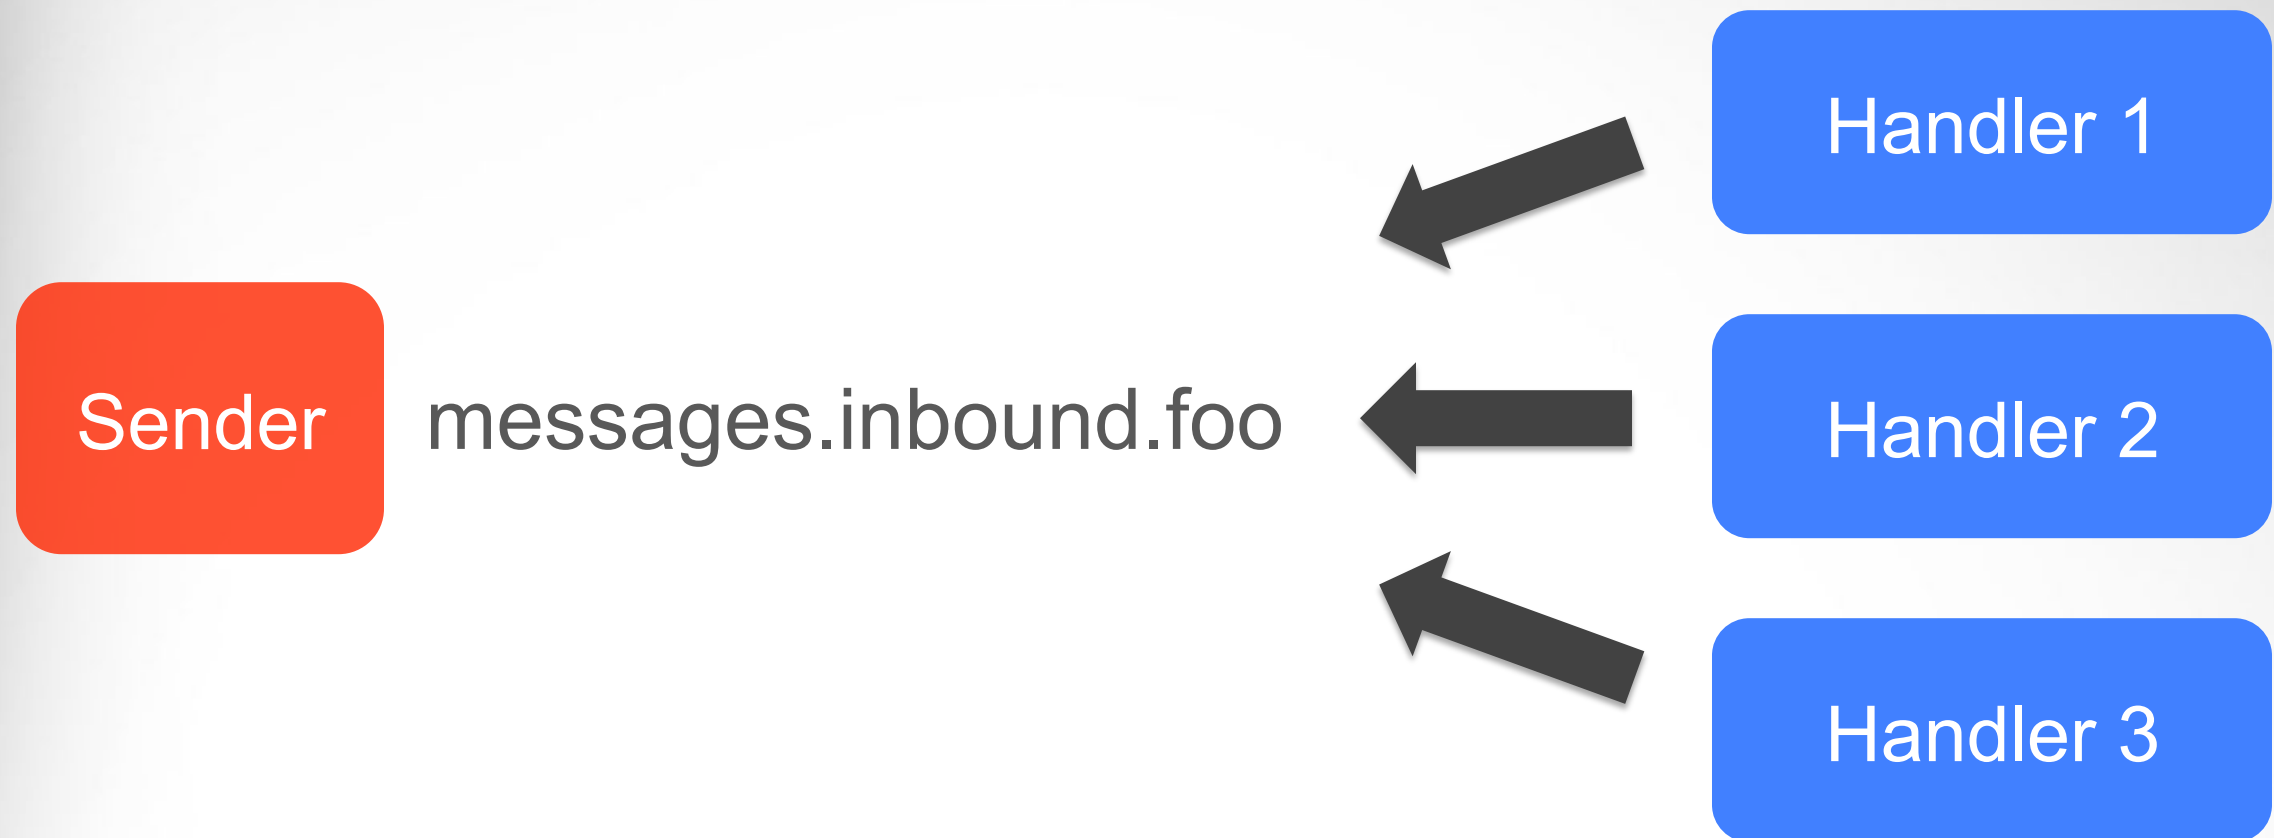 Handler 1
Sender
messages.inbound.foo
Handler 2
Handler 3